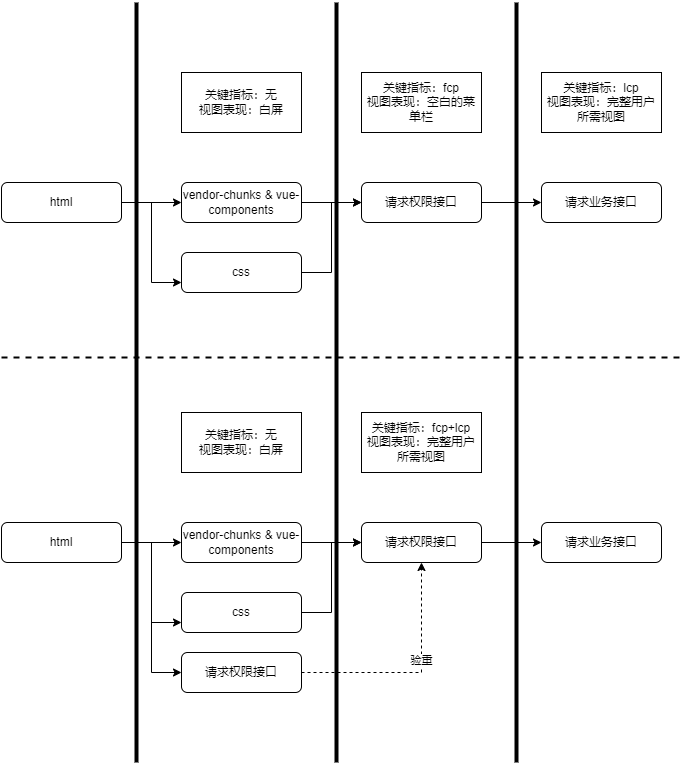 关键指标：无
视图表现：白屏
关键指标：fcp
视图表现：空白的菜
单栏
关键指标：lcp
视图表现：完整用户
所需视图
html
vendor-chunks & vue-
components
请求权限接口
请求业务接口
css
关键指标：无
视图表现：白屏
关键指标：fcp+lcp
视图表现：完整用户
所需视图
html
vendor-chunks & vue-
components
请求权限接口
请求业务接口
css
请求权限接口
验重